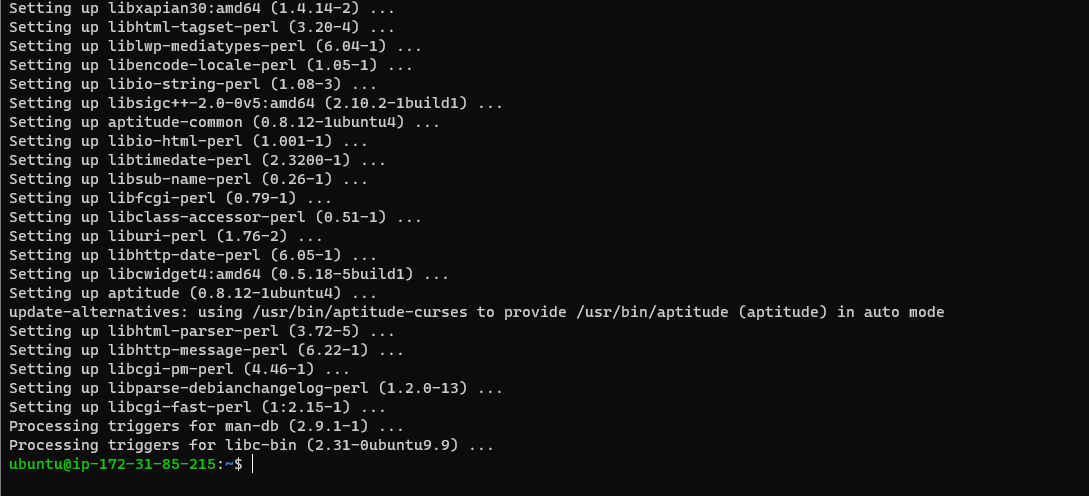 Setting up libxapian30:amd64 (1.4.14-2) ...
Setting up libhtml-tagset-perl (3.20-4) ...
Setting up liblwp-mediatypes-perl (6.04-1) ...
Setting up libencode-locale-perl (1.05-1) ...
Setting up libio-string-perl (1.08-3) ...
Setting up libsigc++-2.0-0v5:amd64 (2.10.2-1build1) ...
Setting up aptitude-common (0.8.12-1ubuntu4) ...
Setting up libio-html-perl (1.001-1) ...
Setting up libtimedate-perl (2.3200-1) ...
Setting up libsub-name-perl (0.26-1) ...
Setting up libfcgi-perl (0.79-1) ...
Setting up libclass-accessor-perl (0.51-1) ...
Setting up liburi-perl (1.76-2) ...
Setting up libhttp-date-perl (6.05-1) ...
Setting up libcwidget4:amd64 (0.5.18-5build1) ...
Setting up aptitude (0.8.12-1ubuntu4) ...
update-alternatives: using /usr/bin/aptitude-curses to provide /usr/bin/aptitude (aptitude) in auto mode
Setting up libhtml-parser-perl (3.72-5) ...
Setting up libhttp-message-perl (6.22-1) ...
Setting up libcgi-pm-perl (4.46-1) ...
Setting up libparse-debianchangelog-perl (1.2.0-13) ...
Setting up libcgi-fast-perl (1:2.15-1) ...
Processing triggers for man-db (2.9.1-1) ...
Processing triggers for libc-bin (2.31-0ubuntu9.9) ...
ubuntu@ip-172-31-85-215:~$